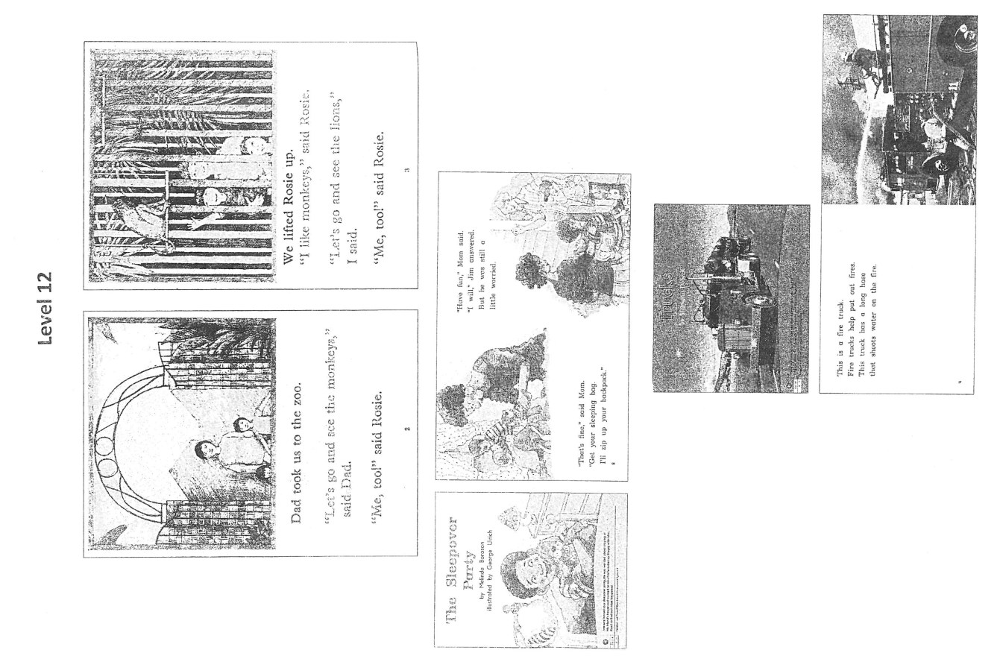 Level 12
Dad took us to the zoo.
“Let’s go and see the monkeys,”
said Dad.
“Me, too!” said Rosie.
2
We lifted Rosie up.
“I like monkeys,” said Rosie.
“Let’s go and see the lions,”
I said.
“Me, too!” said Rosie.
3
The Sleepover
Party
by Melinda Boroson
illustrated by George Ulrich
"That's fine," said Mom.
"Get your sleeping bag.
I'll zip up your backpack."
8
"Have fun," Mom said.
"I will," Jim answered.
But he was still a
little worried.
Trucks
This is a fire truck.
Fire trucks help put out fires.
This truck has a long hose
that shoots water on the fire.
4